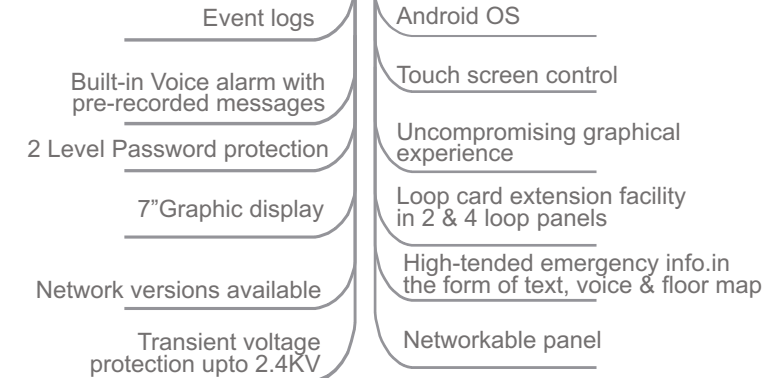 Event logs
Built-in Voice alarm with
pre-recorded messages
2 Level Password protection
7”Graphic display
Network versions available
Transient voltage
protection upto 2.4KV
Android OS
Touch screen control
Uncompromising graphical
experience
Loop card extension facility
in 2 & 4 loop panels
High-tended emergency info.in
the form of text, voice & floor map
Networkable panel